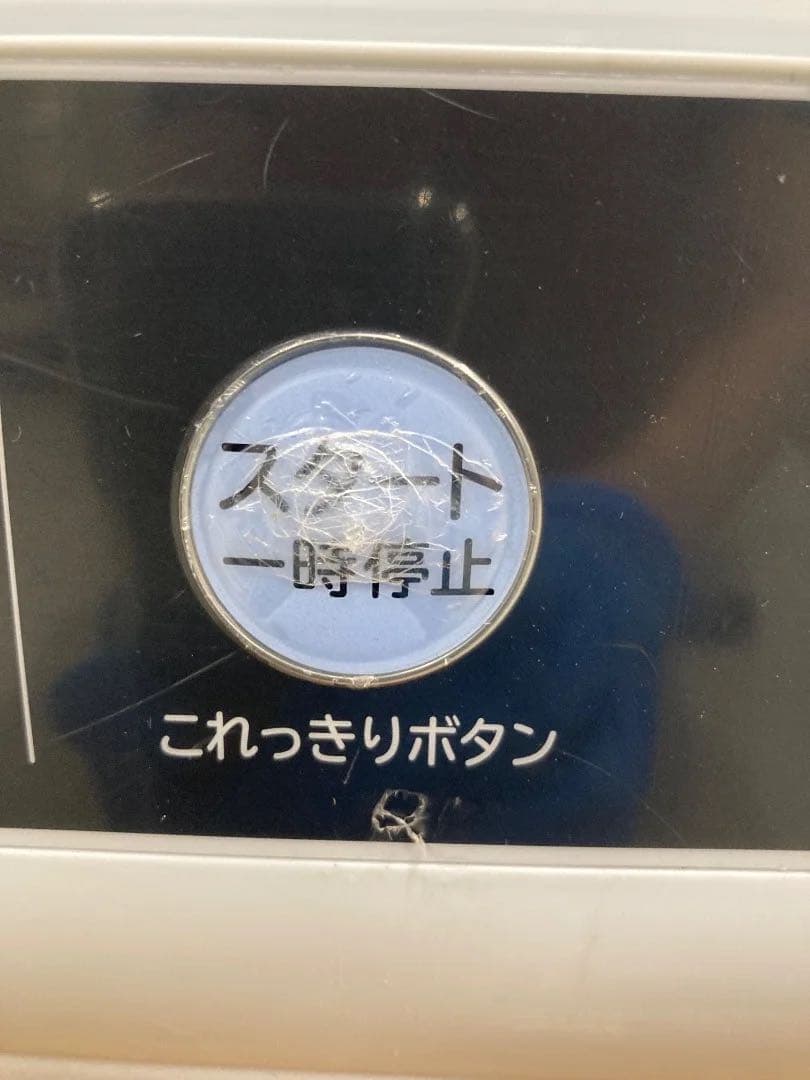 スタート
一時停止
これっきりボタン